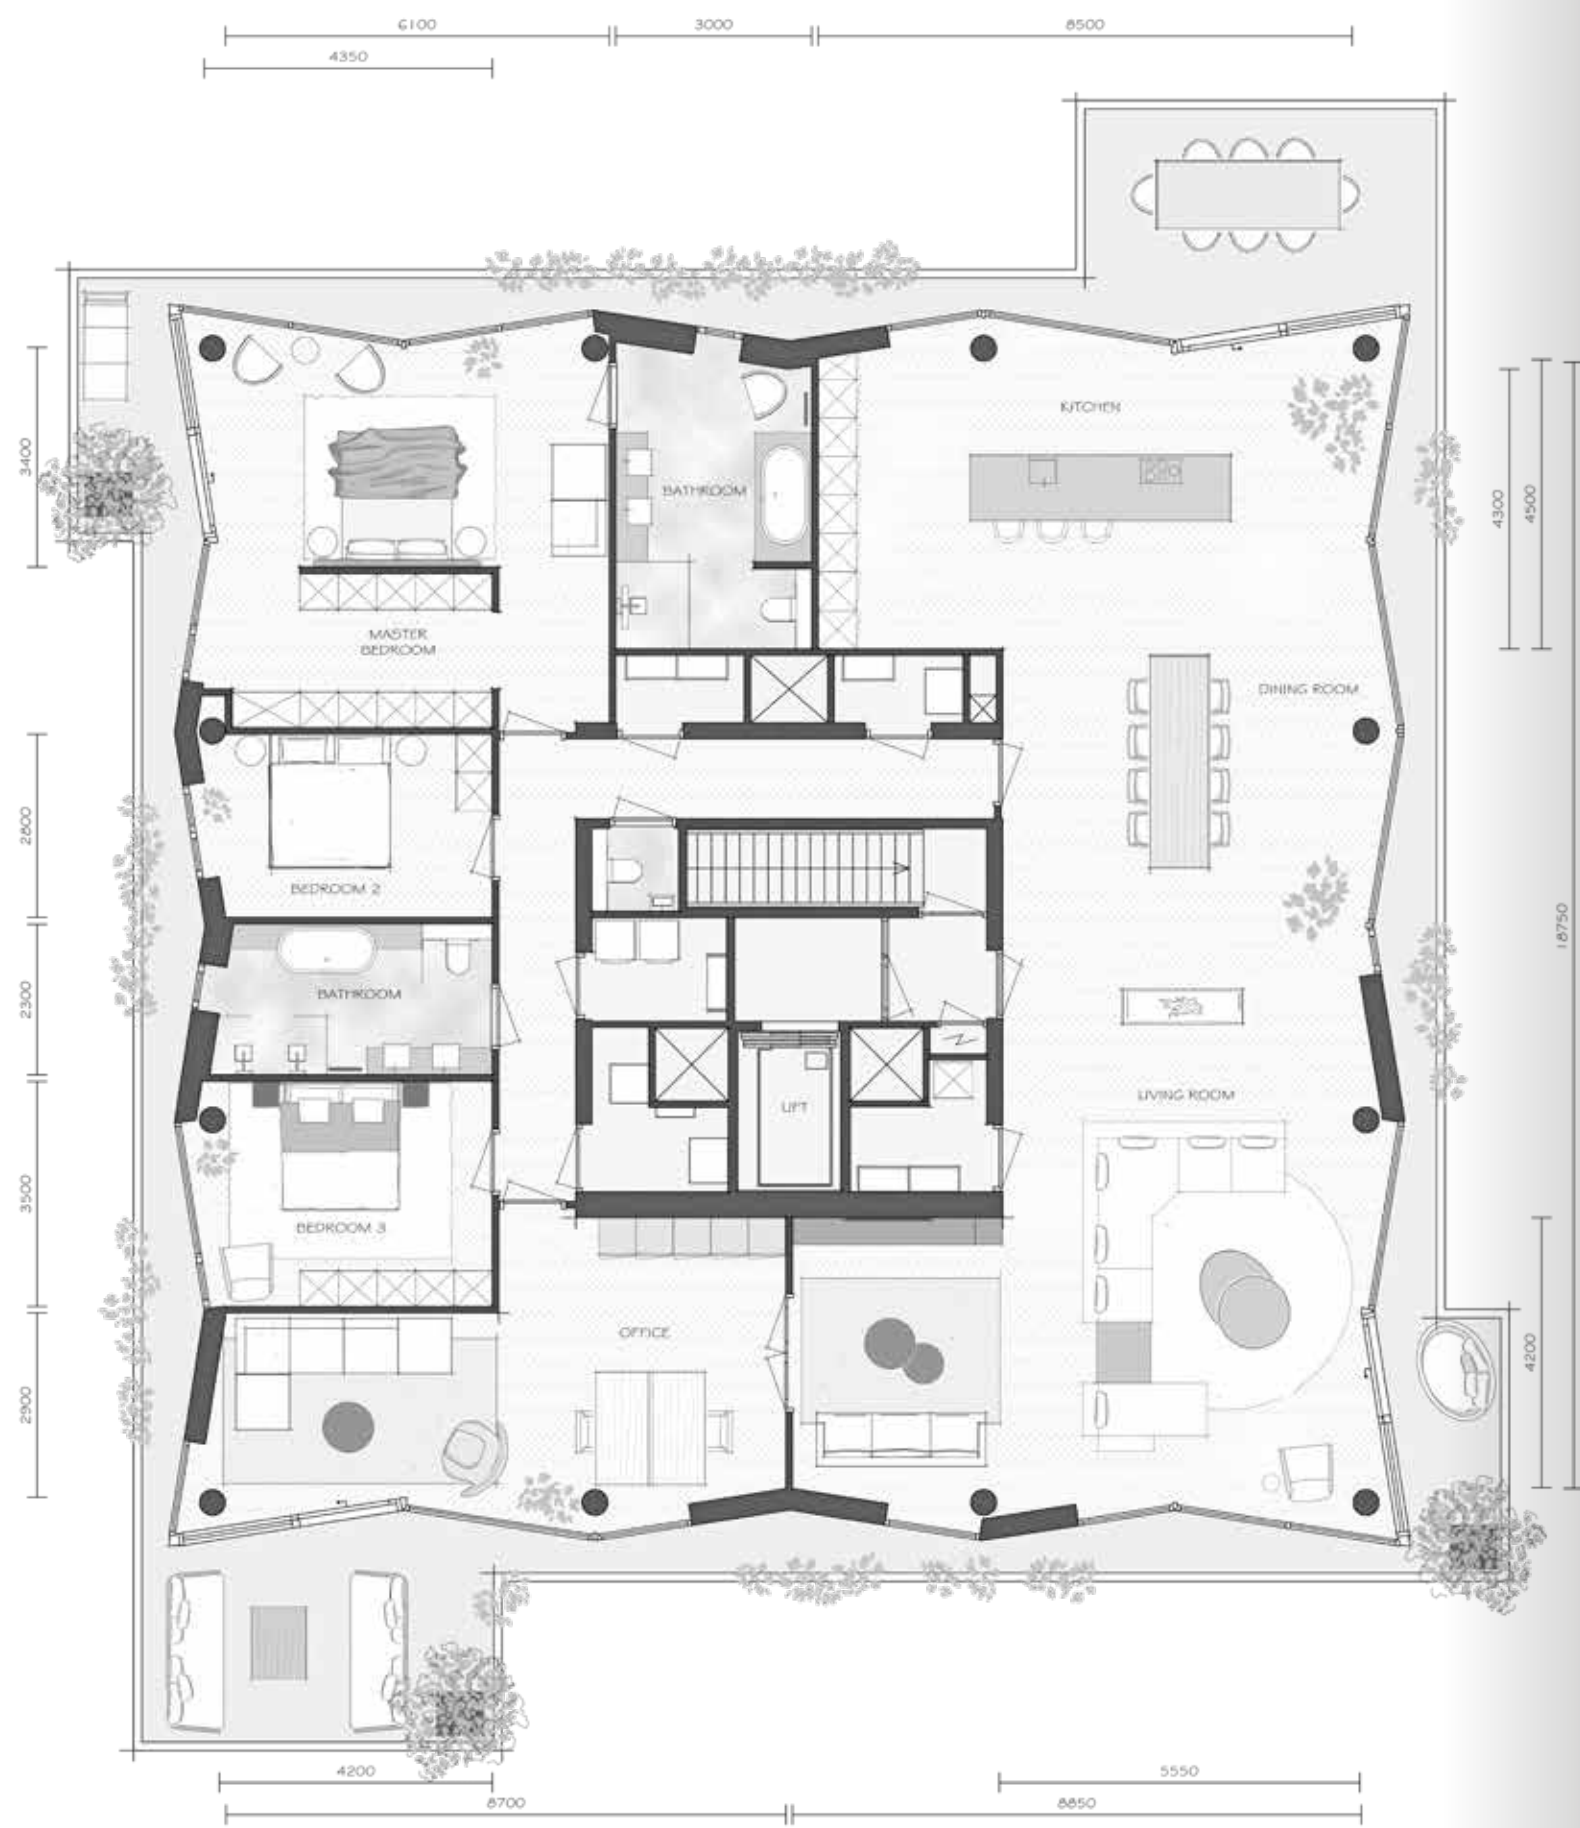 6100
3000
8500
4350
KITCHEN
3400
BATHROOM
4300
4500
MASTER
BEDROOM
DINING ROOM
2800
BEDROOM 2
18750
2300
BATHROOM
LIVING ROOM
LIFT
3500
BEDROOM 3
OFFICE
4200
2900
4200
5550
8700
8850